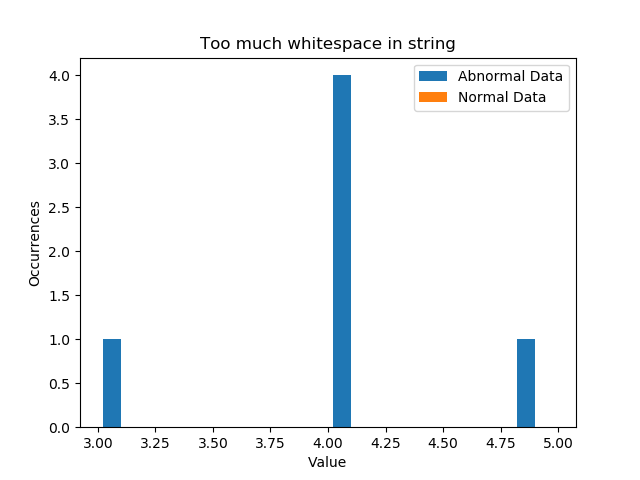 Too much whitespace in string
Abnormal Data
Normal Data
4.0
3.5
3.0
2.5
2.0
1.5
1.0
0.5
0.0
Occurrences
3.00 3.25 3.50 3.75 4.00 4.25 4.50 4.75 5.00
Value